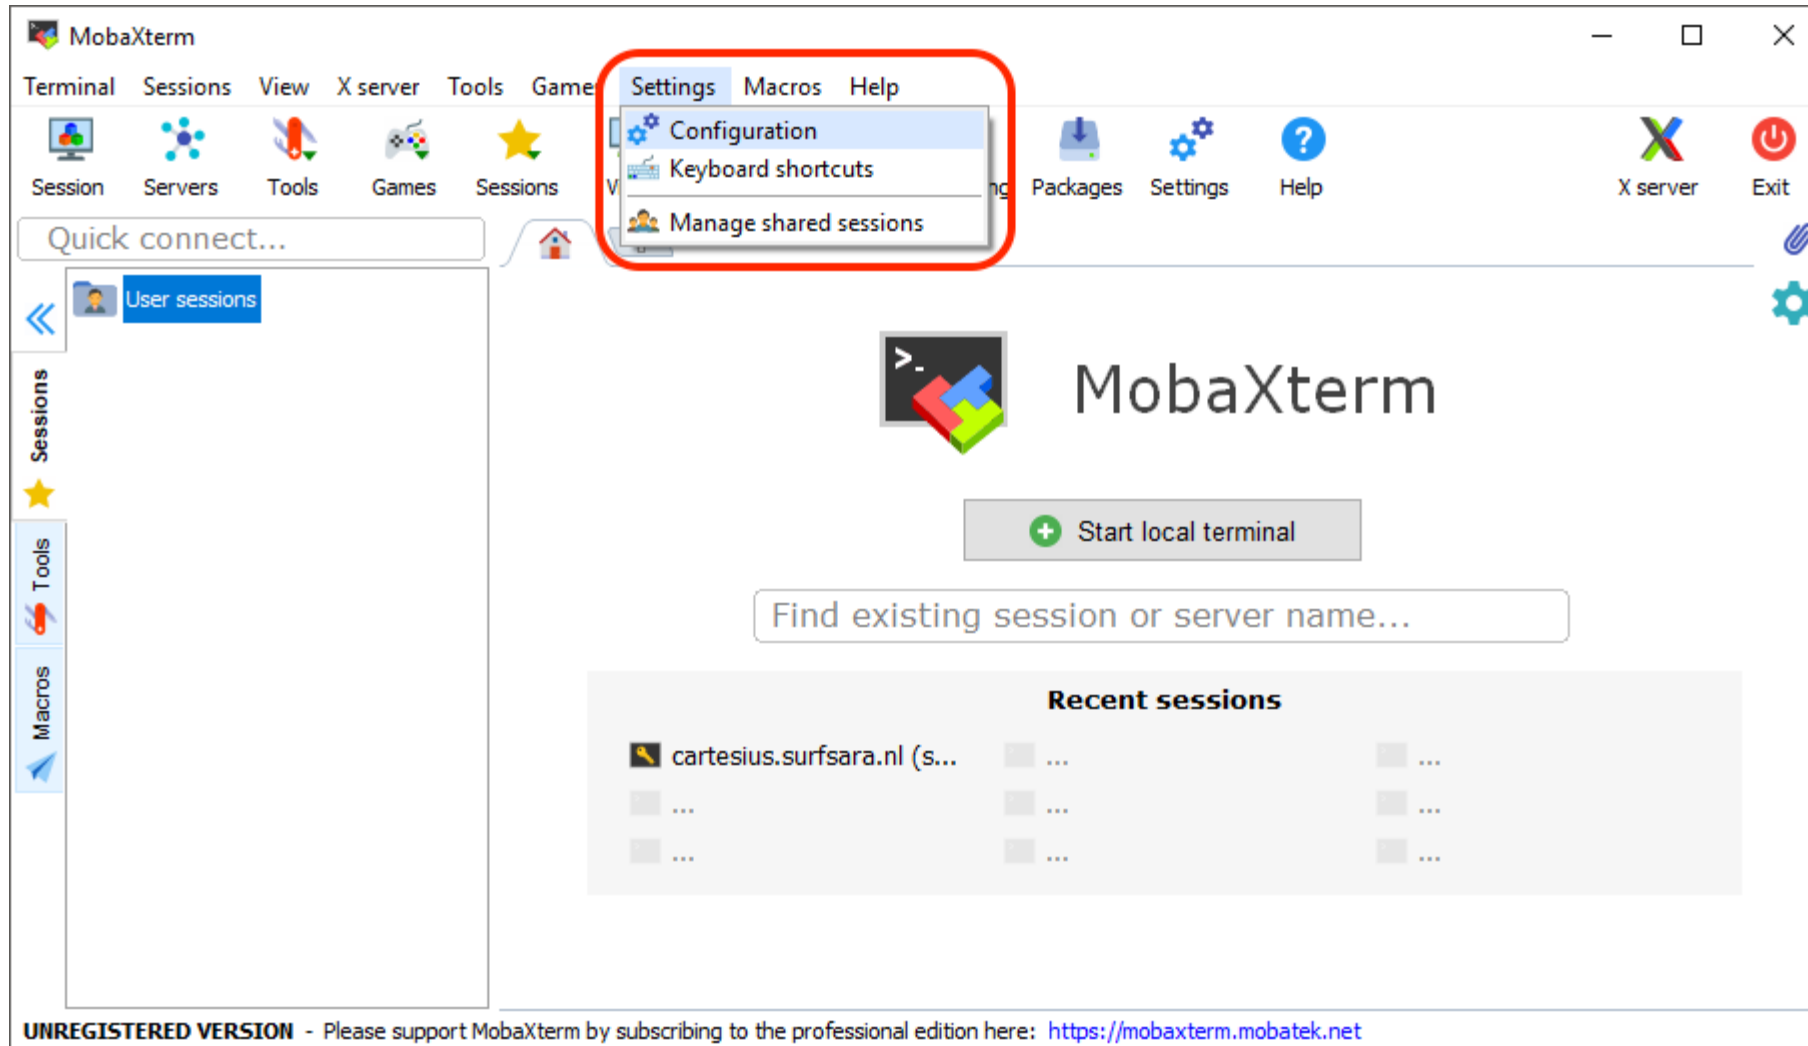 MobaXterm
Terminal Sessions View X server Tools Game Settings Macros Help
Configuration
Keyboard shortcuts
Manage shared sessions
Session Servers Tools Games Sessions Packages Settings Help X server Exit
Quick connect...
User sessions
Sessions
Tools
Macros
>_
MobaXterm
Start local terminal
Find existing session or server name...
Recent sessions
cartesius.surfsara.nl (s... ... ...
... ... ...
... ... ...
UNREGISTERED VERSION - Please support MobaXterm by subscribing to the professional edition here: https://mobaxterm.mobatek.net